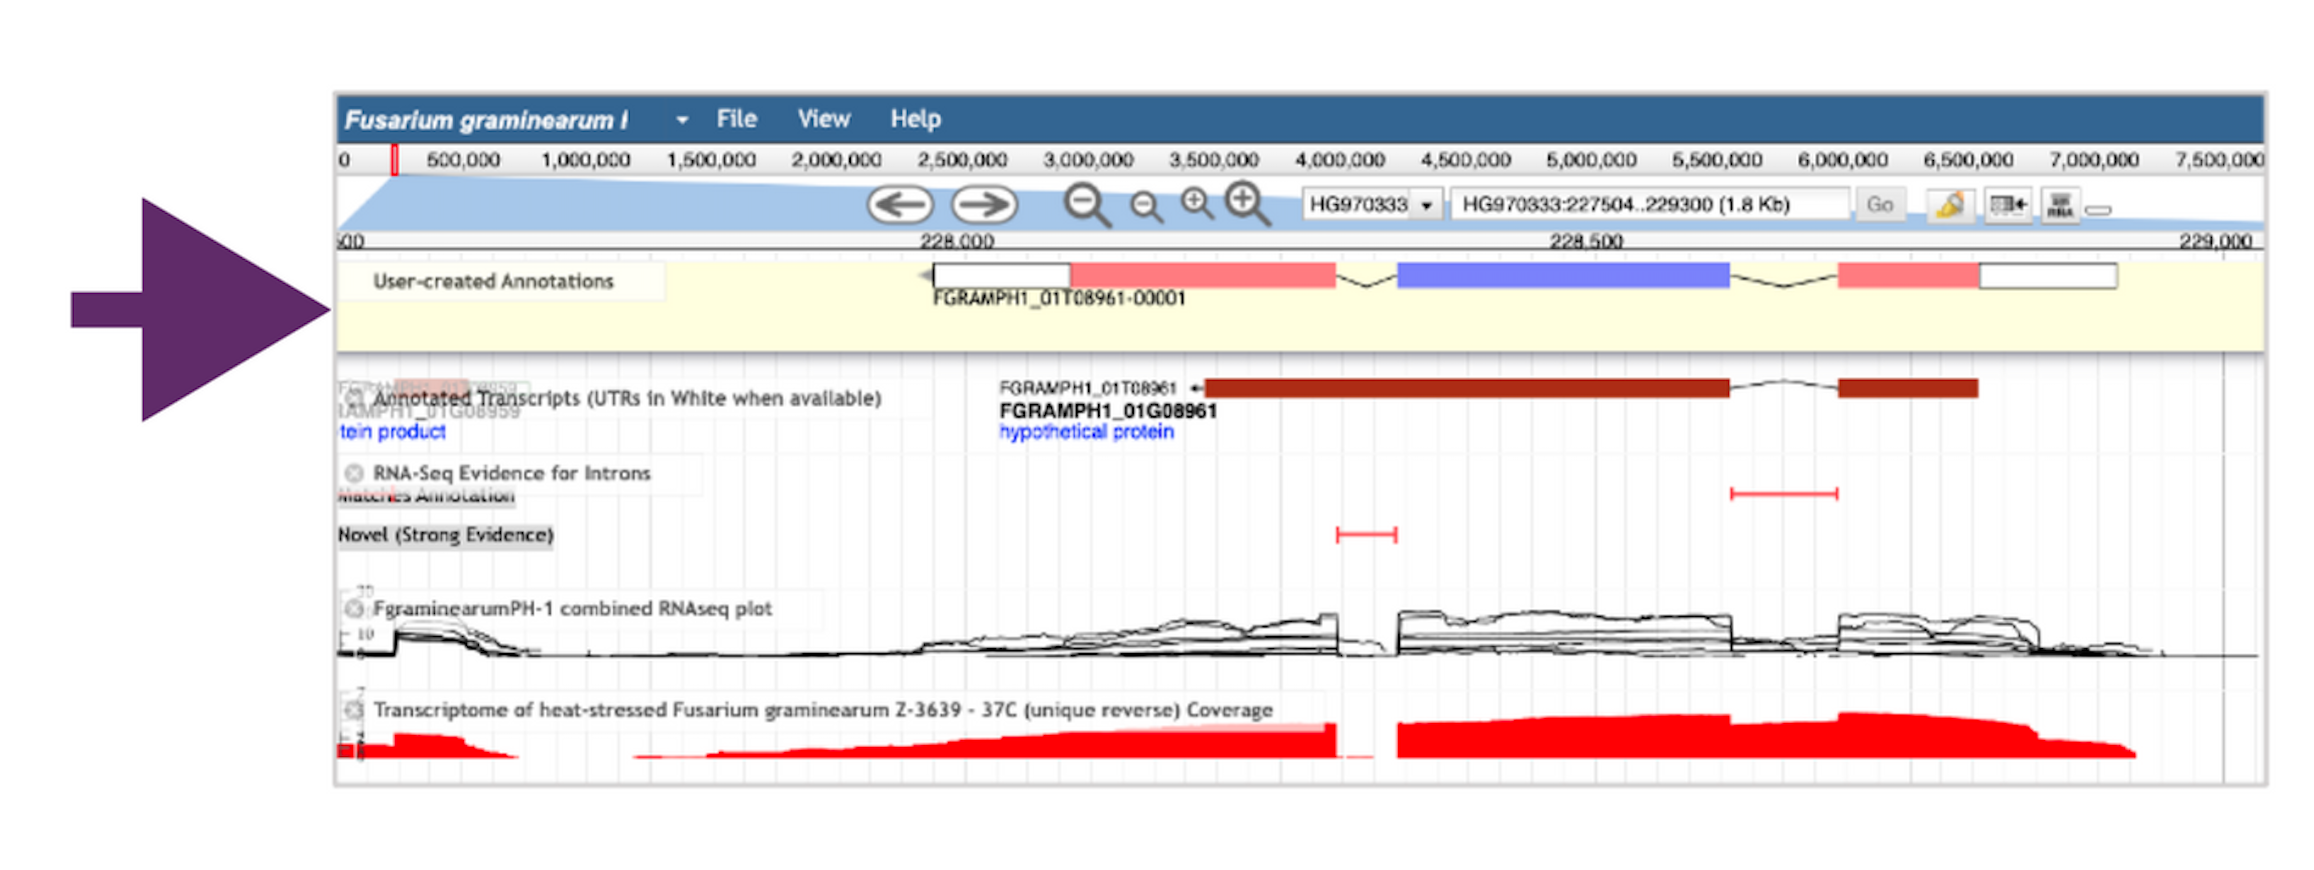 Fusarium graminearum File View Help
0 500,000 1,000,000 1,500,000 2,000,000 2,500,000 3,000,000 3,500,000 4,000,000 4,500,000 5,000,000 5,500,000 6,000,000 6,500,000 7,000,000 7,500,000
HG970333 HG970333:227504..229300 (1.8 Kb) Go
228,000 228,500 229,000
User-created Annotations
FGRAMPH1_01T08961-00001
FGRAMPH1_01T08959 FGRAMPH1_01T08961
Annotated Transcripts (UTRs in White when available)
IAMPH1_01G08959 FGRAMPH1_01G08961
tein product hypothetical protein
RNA-Seq Evidence for Introns
Matches Annotation
Novel (Strong Evidence)
FgraminearumPH-1 combined RNAseq plot
10
Transcriptome of heat-stressed Fusarium graminearum Z-3639 - 37C (unique reverse) Coverage